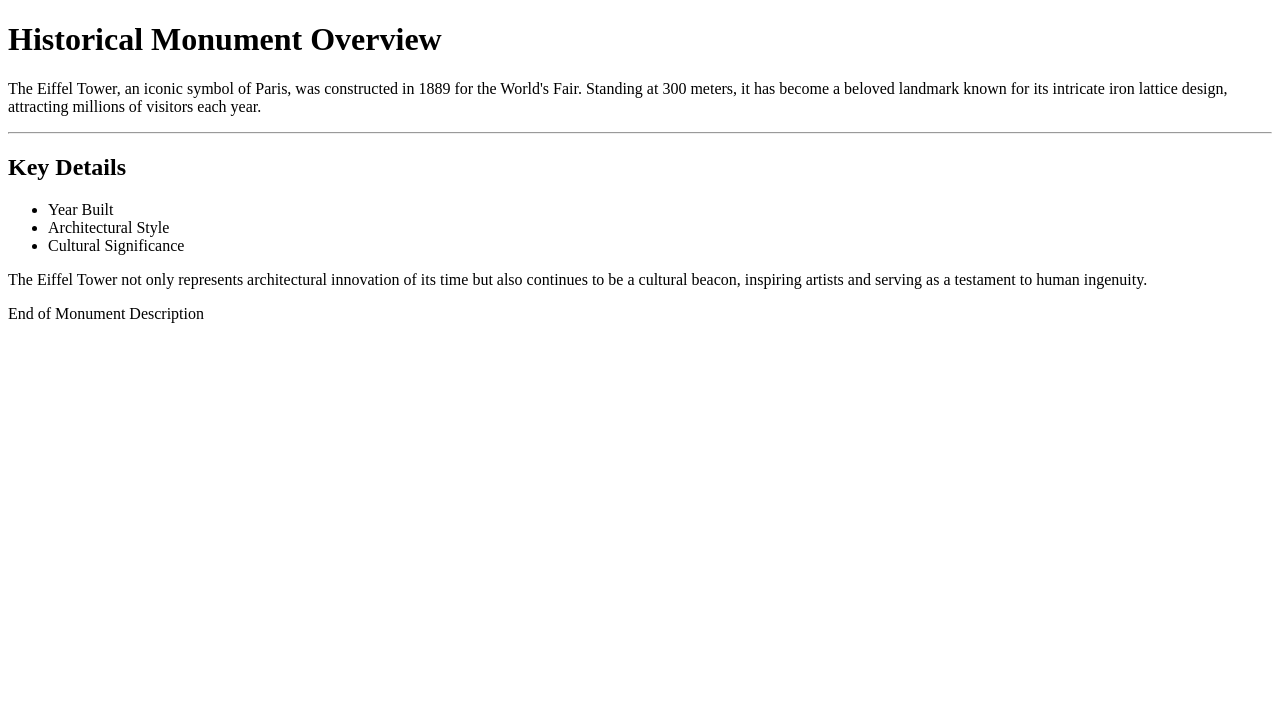 Historical Monument Overview
The Eiffel Tower, an iconic symbol of Paris, was constructed in 1889 for the World's Fair. Standing at 300 meters, it has become a beloved landmark known for its intricate iron lattice design,
attracting millions of visitors each year.
Key Details
Year Built
Architectural Style
Cultural Significance
The Eiffel Tower not only represents architectural innovation of its time but also continues to be a cultural beacon, inspiring artists and serving as a testament to human ingenuity.
End of Monument Description